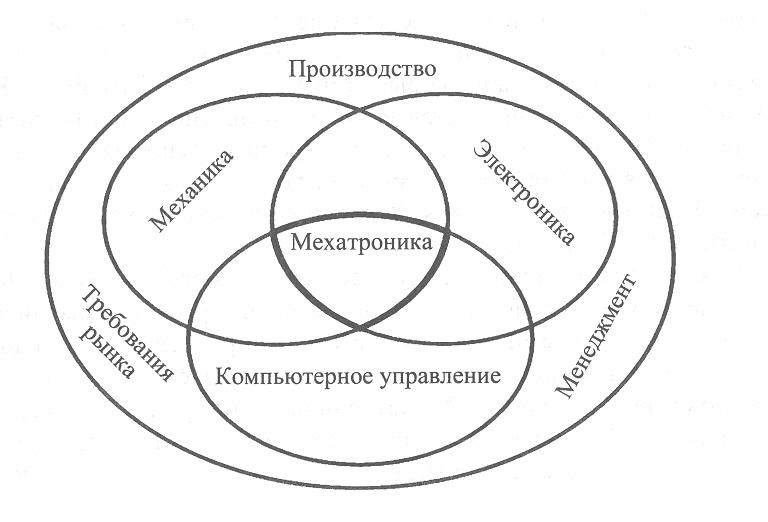 Производство
Механика
Электроника
Мехатроника
Требования
рынка
Менеджмент
Компьютерное управление